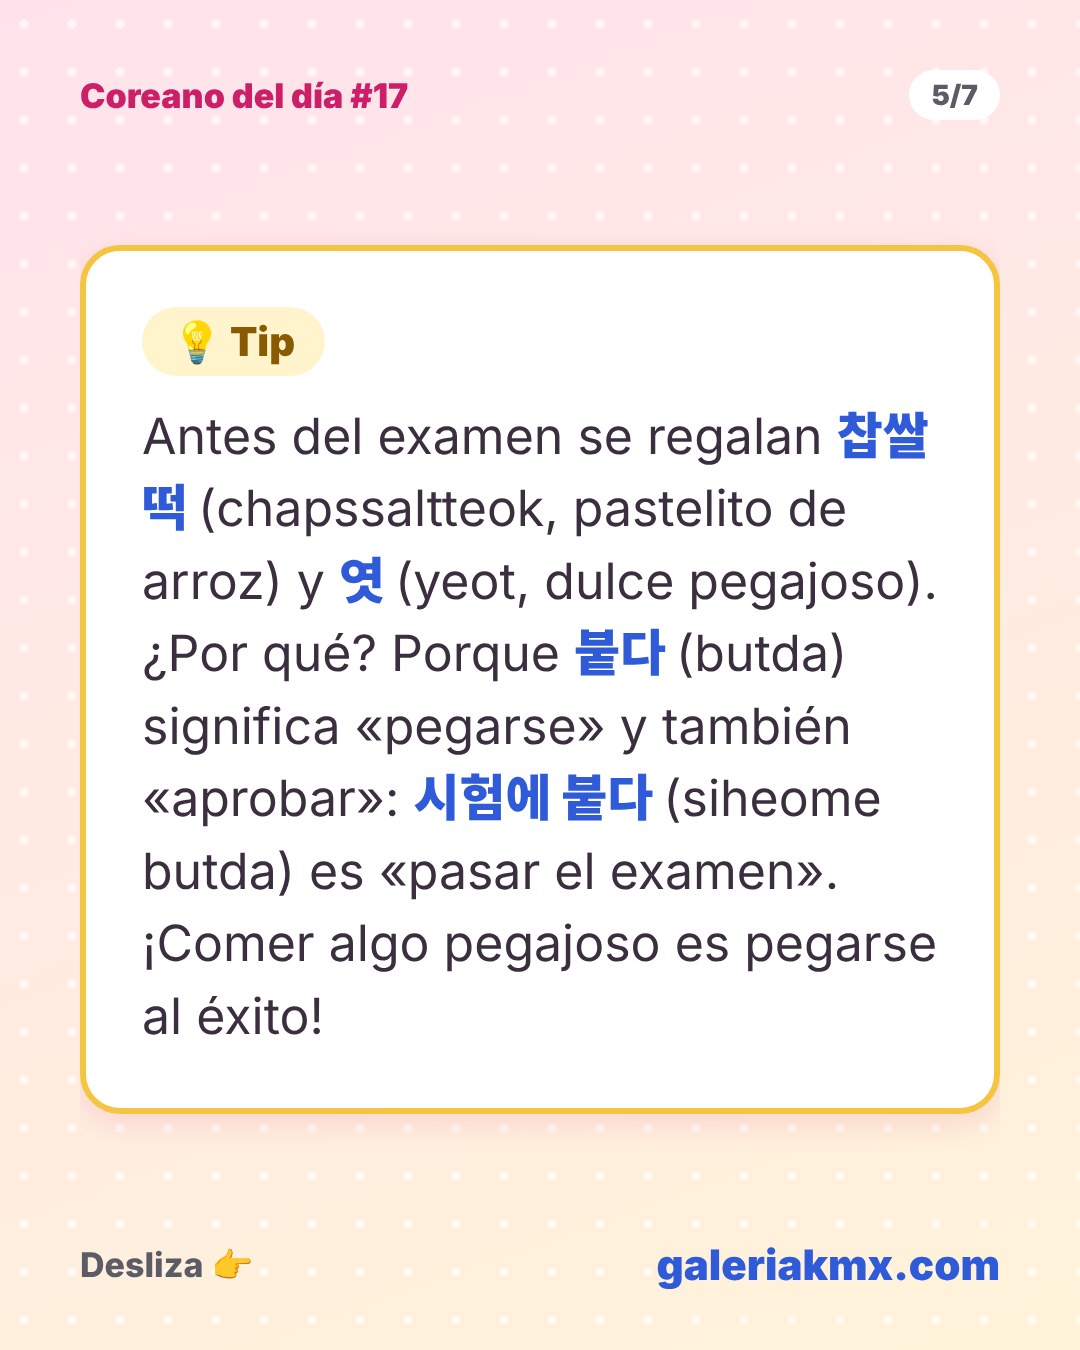 Coreano del día #17
5/7
💡 Tip
Antes del examen se regalan 찹쌀
떡 (chapssaltteok, pastelito de
arroz) y 엿 (yeot, dulce pegajoso).
¿Por qué? Porque 붙다 (butda)
significa «pegarse» y también
«aprobar»: 시험에 붙다 (siheome
butda) es «pasar el examen».
¡Comer algo pegajoso es pegarse
al éxito!
Desliza 👉
galeriakmx.com